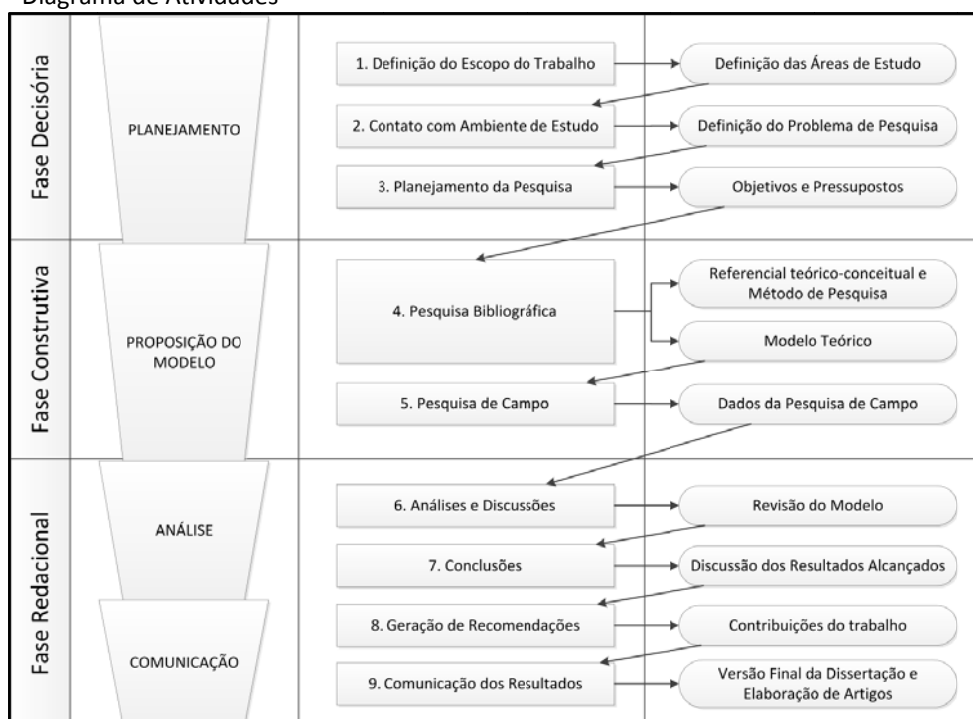 Diagrama de Atividades
Fase Decisória
PLANEJAMENTO
1. Definição do Escopo do Trabalho
Definição das Áreas de Estudo
2. Contato com Ambiente de Estudo
Definição do Problema de Pesquisa
3. Planejamento da Pesquisa
Objetivos e Pressupostos
Fase Construtiva
PROPOSIÇÃO DO
MODELO
4. Pesquisa Bibliográfica
Referencial teórico-conceitual e
Método de Pesquisa
Modelo Teórico
5. Pesquisa de Campo
Dados da Pesquisa de Campo
Fase Redacional
ANÁLISE
6. Análises e Discussões
Revisão do Modelo
7. Conclusões
Discussão dos Resultados Alcançados
COMUNICAÇÃO
8. Geração de Recomendações
Contribuições do trabalho
9. Comunicação dos Resultados
Versão Final da Dissertação e
Elaboração de Artigos